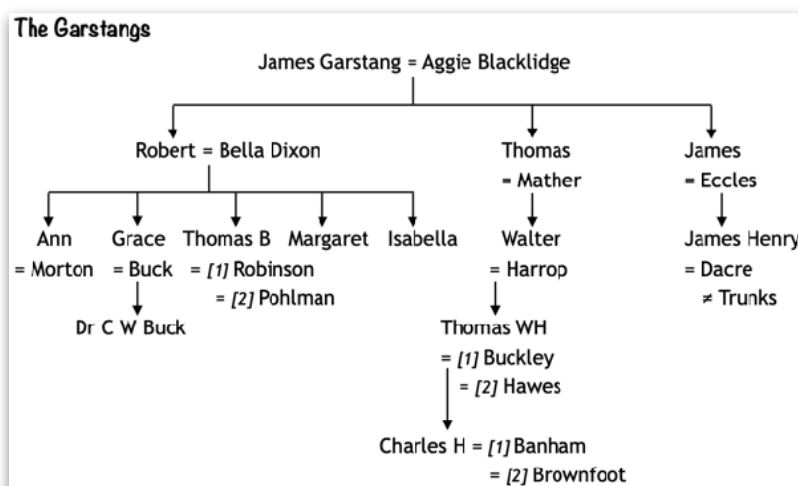 The Garstangs
James Garstang = Aggie Blacklidge
Robert = Bella Dixon Thomas James
= Mather = Eccles
Ann Grace Thomas B Margaret Isabella Walter James Henry
= Morton = Buck = [1] Robinson = Harrop = Dacre
= [2] Pohlman ≠ Trunks
Dr C W Buck Thomas WH
= [1] Buckley
= [2] Hawes
Charles H = [1] Banham
= [2] Brownfoot